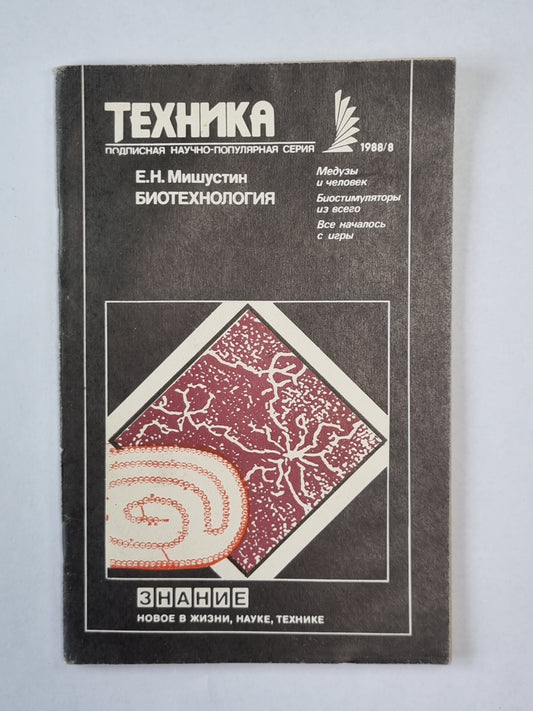 ТЕХНИКА
ПОДПИСНАЯ НАУЧНО-ПОПУЛЯРНАЯ СЕРИЯ
1988/8
Е.Н. Мишустин
БИОТЕХНОЛОГИЯ
Медузы
и человек
Биостимуляторы
из всего
Все началось
с игры
ЗНАНИЕ
НОВОЕ В ЖИЗНИ, НАУКЕ, ТЕХНИКЕ